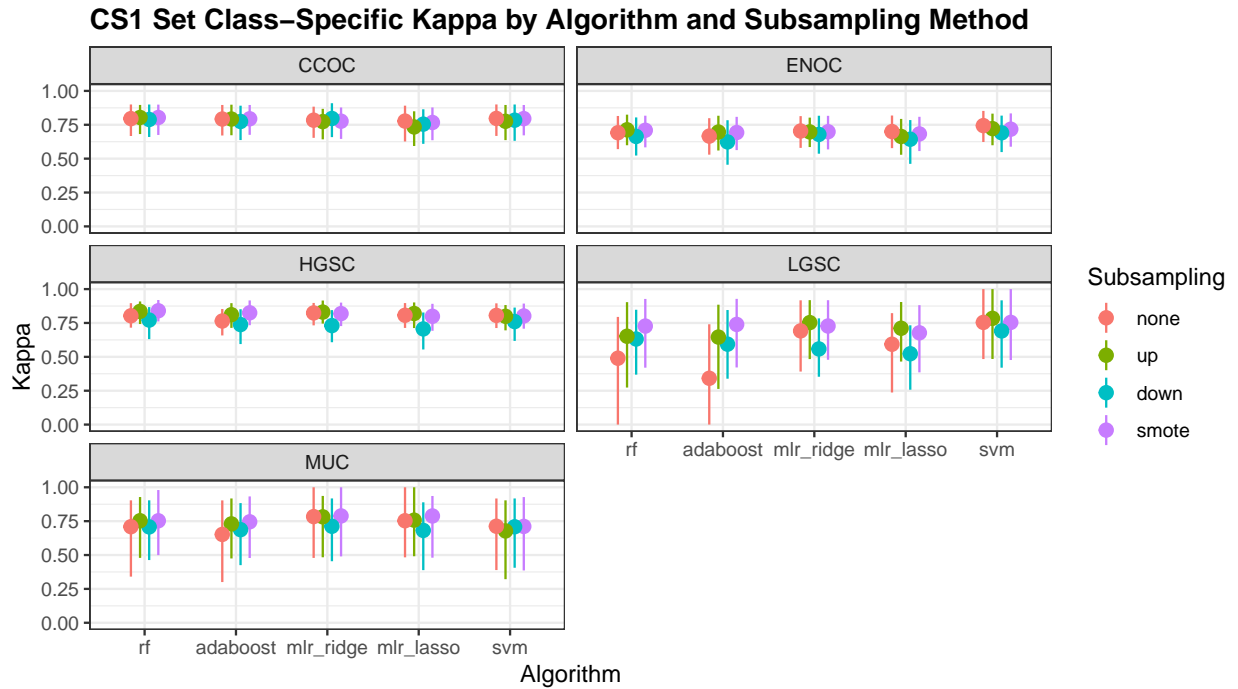 CS1 Set Class–Specific Kappa by Algorithm and Subsampling Method
CCOC
ENOC
1.00
0.75
0.50
0.25
0.00
HGSC
LGSC
1.00
0.75
0.50
0.25
0.00
rf adaboost mlr_ridge mlr_lasso svm
MUC
1.00
0.75
0.50
0.25
0.00
rf adaboost mlr_ridge mlr_lasso svm
Kappa
Algorithm
Subsampling
none
up
down
smote